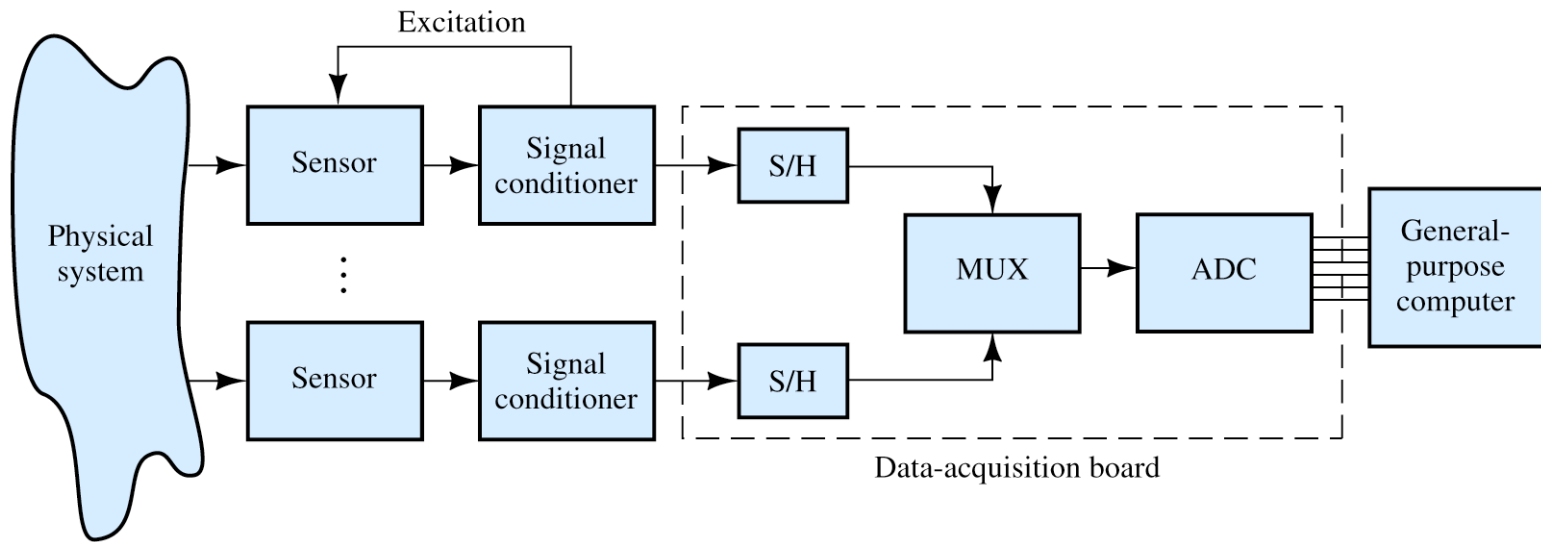 Excitation
Sensor
Signal
conditioner
S/H
Physical
system
MUX
ADC
General-
purpose
computer
Sensor
Signal
conditioner
S/H
Data-acquisition board